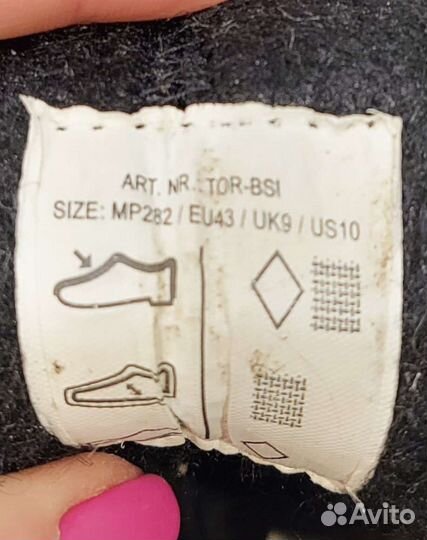 ART. NR.: TOR-BSI
SIZE: MP282 / EU43 / UK9 / US10
Avito